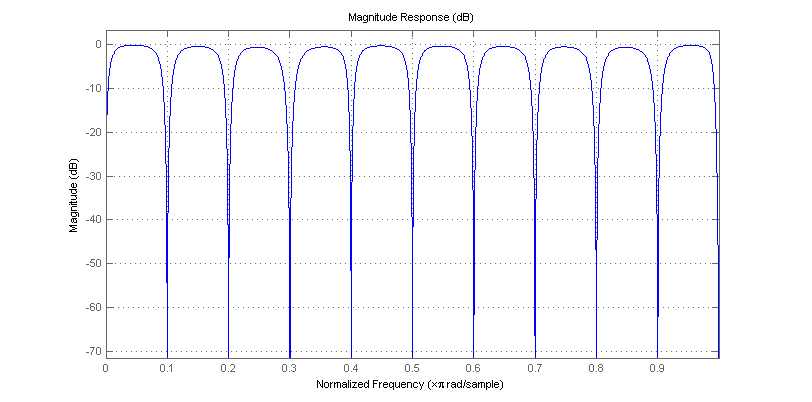 Magnitude Response (dB)
Magnitude (dB)
0
-10
-20
-30
-40
-50
-60
-70
0 0.1 0.2 0.3 0.4 0.5 0.6 0.7 0.8 0.9
Normalized Frequency (×π rad/sample)